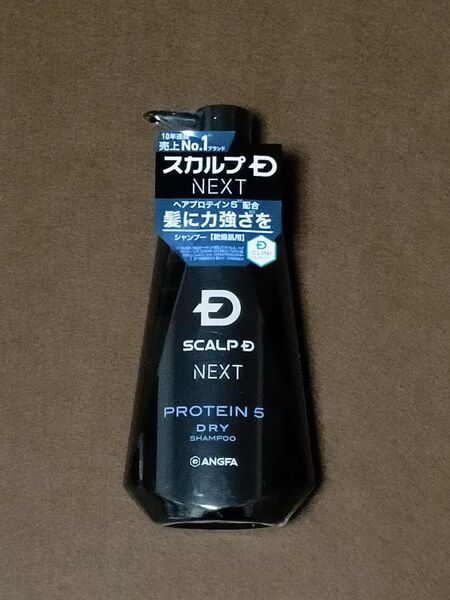 10年連続
売上No.1ブランド
スカルプD
NEXT
ヘアプロテイン5 配合
髪に力強さを
シャンプー [乾燥肌用]
D
CLINI
D
SCALP D
NEXT
PROTEIN 5
DRY
SHAMPOO
ANGFA